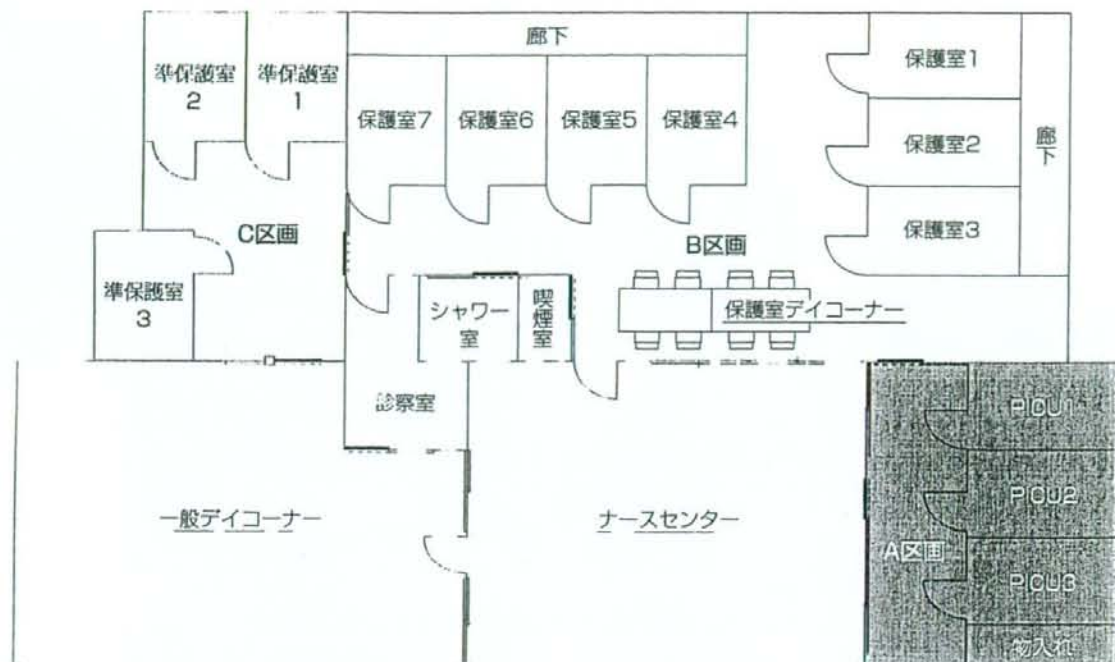 廊下
準保護室
2
準保護室
1
保護室7
保護室6
保護室5
保護室4
保護室1
保護室2
保護室3
廊下
C区画
B区画
準保護室
3
シャワー
室
喫煙室
保護室デイコーナー
診察室
一般デイコーナー
ナースセンター
A区画
PICU1
PICU2
PICU3
物入れ